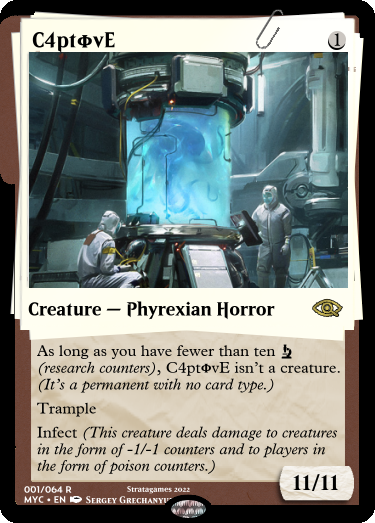 C4ptΦvE
1
Creature — Phyrexian Horror
As long as you have fewer than ten
(research counters), C4ptΦvE isn't a creature.
(It's a permanent with no card type.)
Trample
Infect (This creature deals damage to creatures
in the form of -1/-1 counters and to players
in the form of poison counters.)
11/11
001/064 R
Stratagames 2022
MYC • EN Sergey